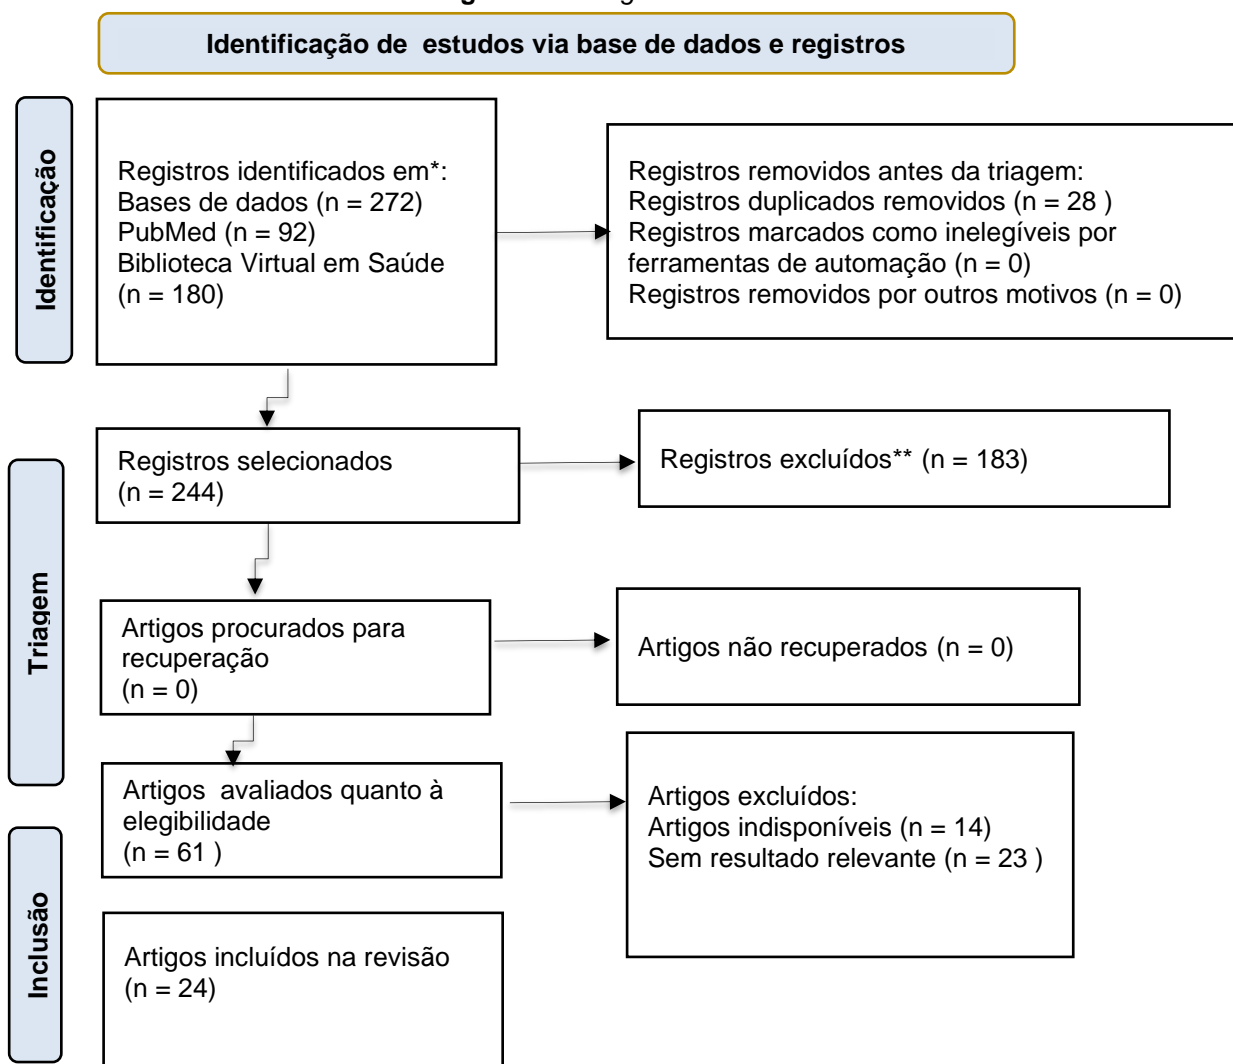 Identificação de estudos via base de dados e registros
Identificação
Registros identificados em*:
Bases de dados (n = 272)
PubMed (n = 92)
Biblioteca Virtual em Saúde
(n = 180)
Registros removidos antes da triagem:
Registros duplicados removidos (n = 28 )
Registros marcados como inelegíveis por
ferramentas de automação (n = 0)
Registros removidos por outros motivos (n = 0)
Triagem
Registros selecionados
(n = 244)
Registros excluídos** (n = 183)
Artigos procurados para
recuperação
(n = 0)
Artigos não recuperados (n = 0)
Artigos avaliados quanto à
elegibilidade
(n = 61 )
Artigos excluídos:
Artigos indisponíveis (n = 14)
Sem resultado relevante (n = 23 )
Inclusão
Artigos incluídos na revisão
(n = 24)